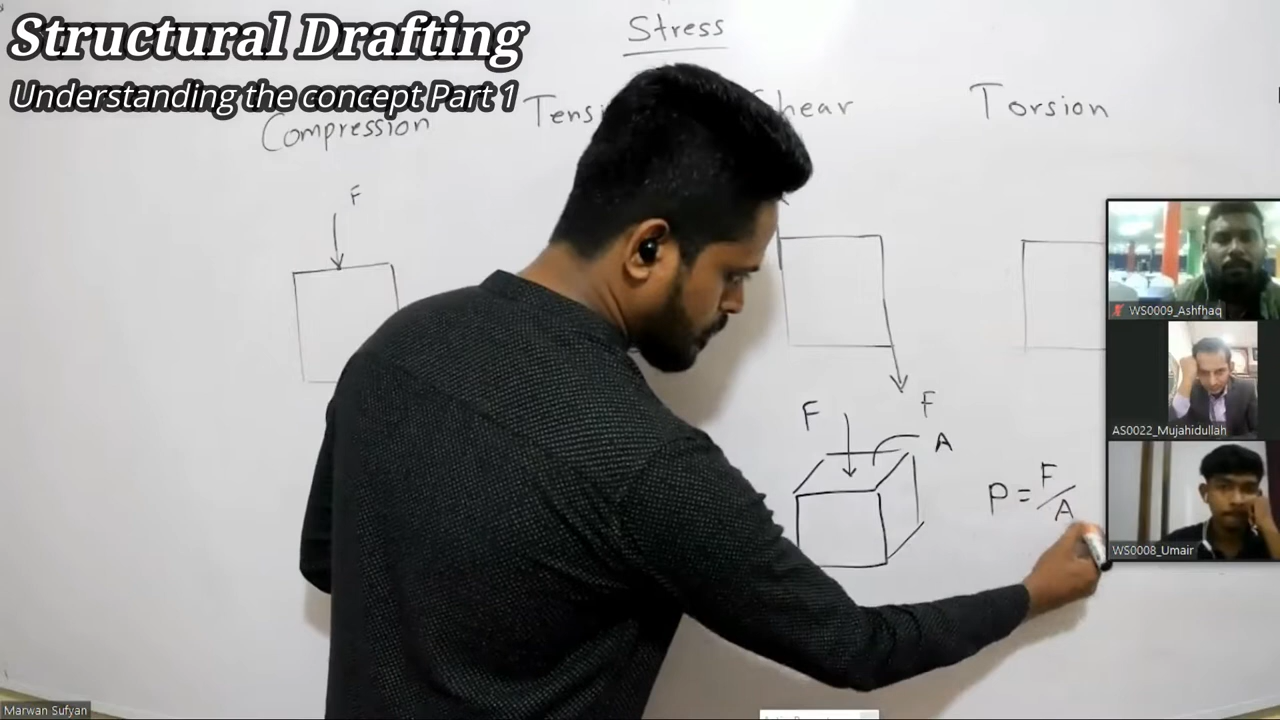 Structural Drafting
Understanding the concept Part 1
Stress
Compression
Torsion
F
F
F
A
P = F/A
WS0009_Ashfhaq
AS0022_Mujahidullah
WS0008_Umair
Marwan Sufyan